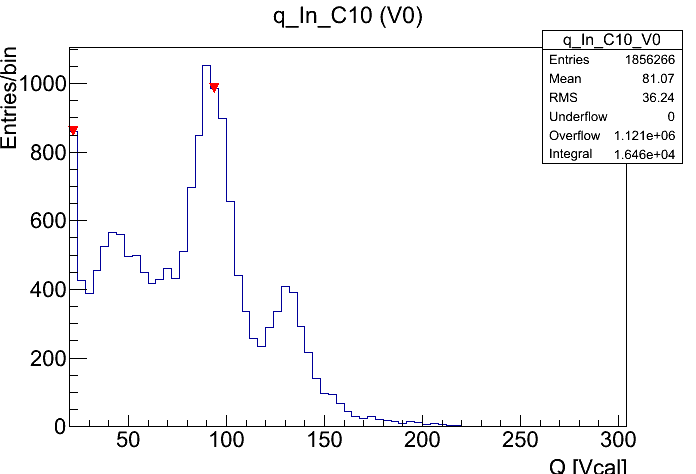 q_In_C10 (V0)
q_In_C10_V0
Entries 1856266
Mean 81.07
RMS 36.24
Underflow 0
Overflow 1.121e+06
Integral 1.646e+04
Entries/bin
1000
800
600
400
200
0
50 100 150 200 250 300
Q [Vcal]